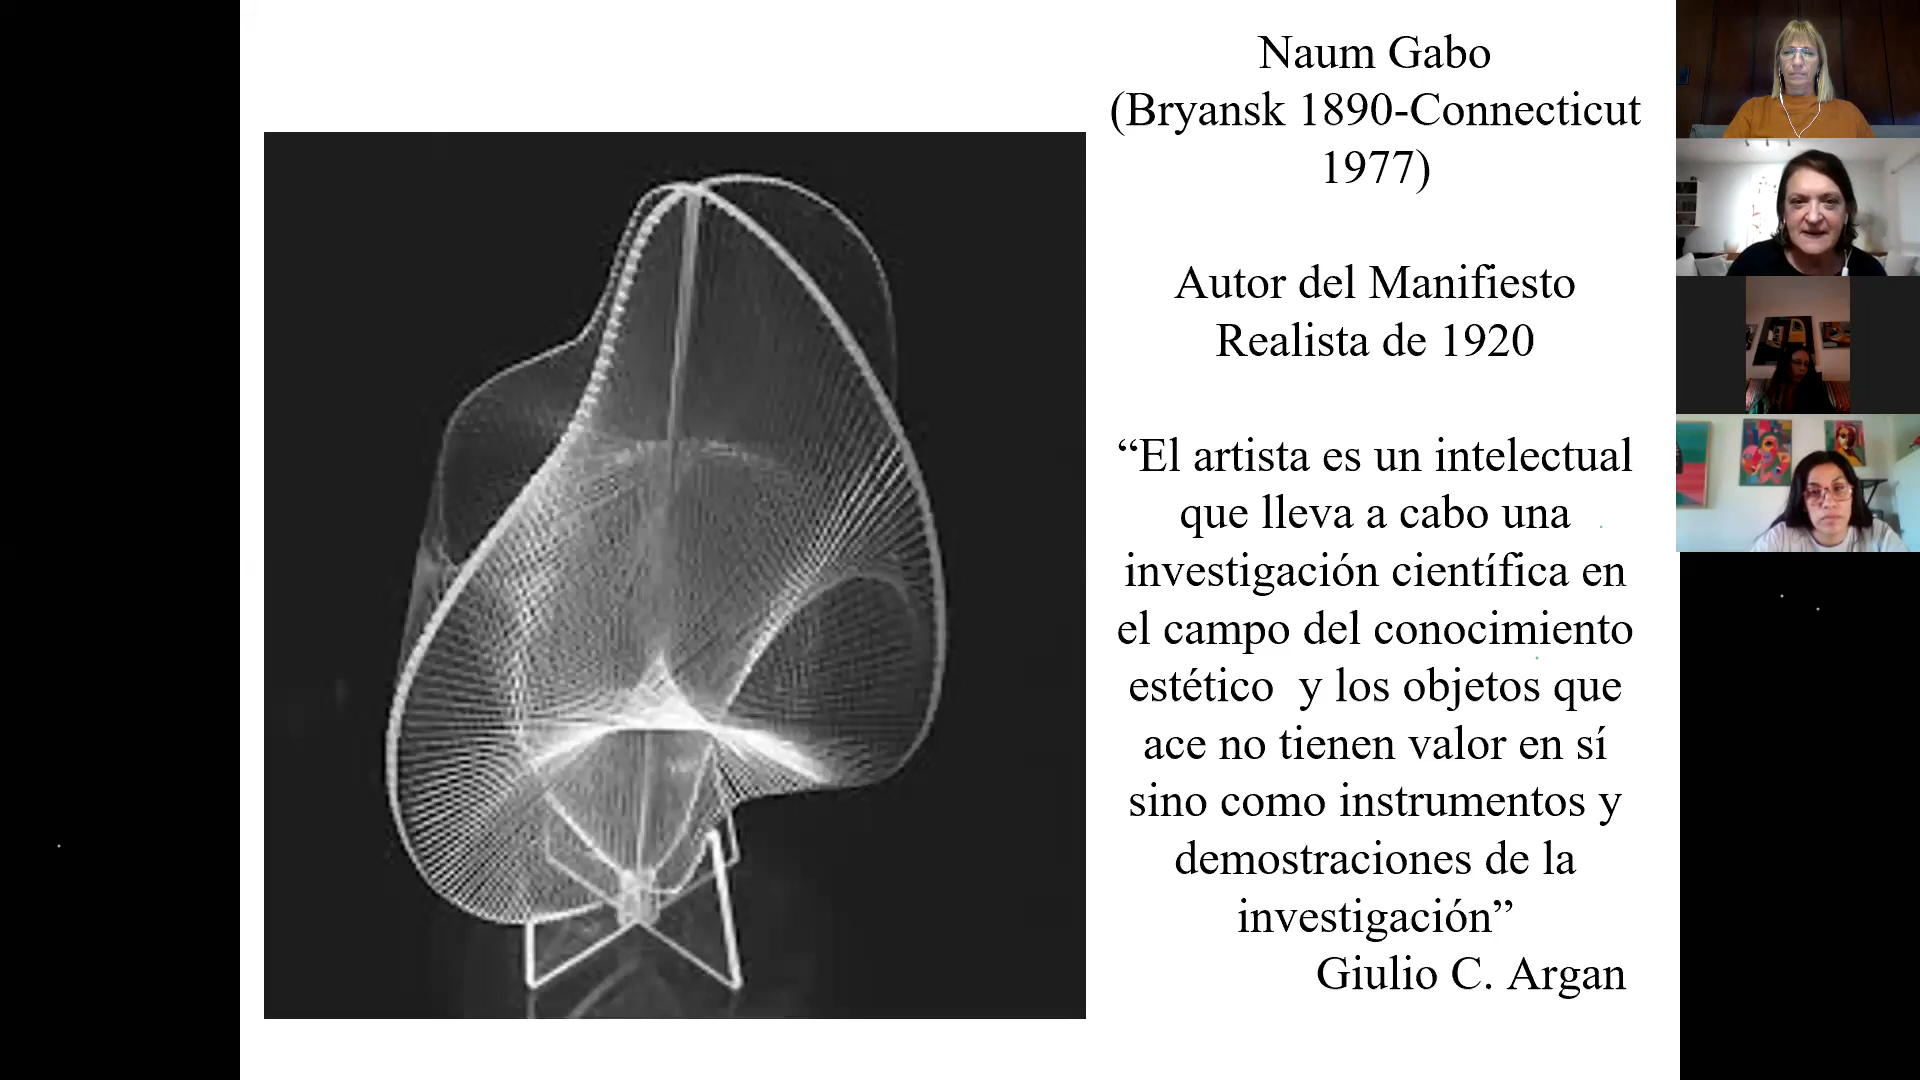 Naum Gabo
(Bryansk 1890-Connecticut
1977)
Autor del Manifiesto
Realista de 1920
“El artista es un intelectual
que lleva a cabo una
investigación científica en
el campo del conocimiento
estético  y los objetos que
ace no tienen valor en sí
sino como instrumentos y
demostraciones de la
investigación”
Giulio C. Argan